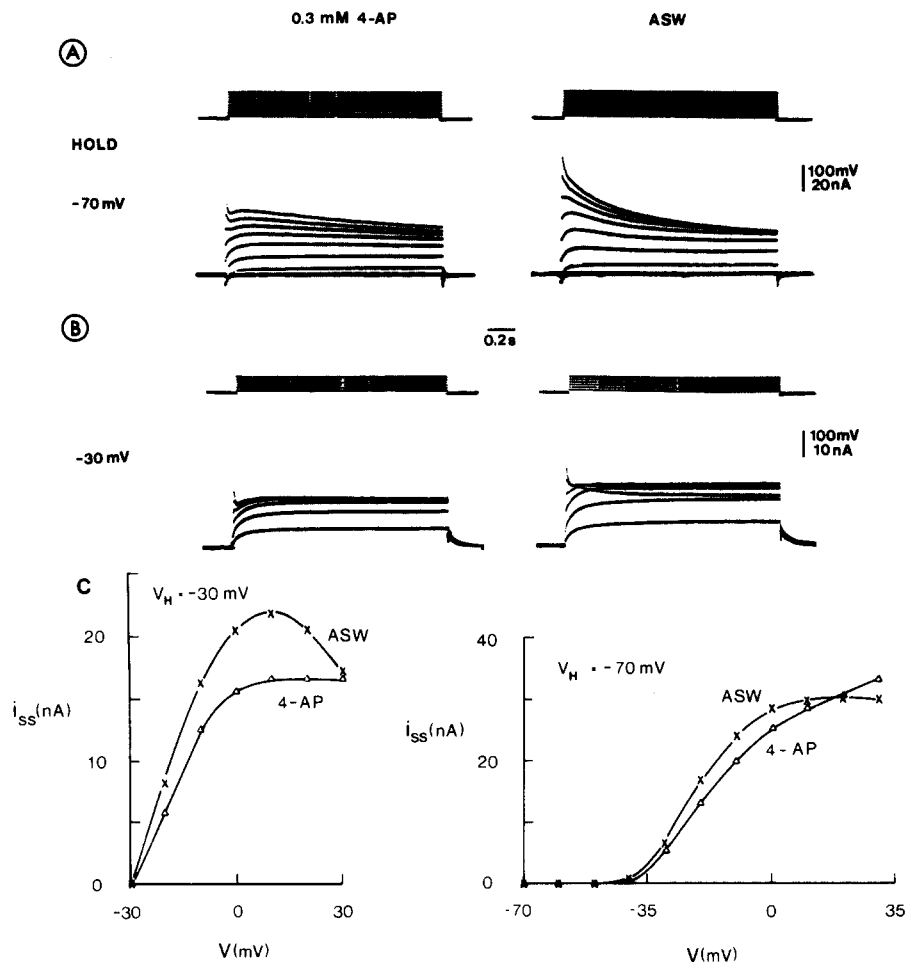 0.3 mM 4-AP
ASW
A
HOLD
-70 mV
100mV
20nA
B
0.2s
-30 mV
100mV
10nA
C
V_H = -30 mV
ASW
4-AP
20
10
0
i_SS(nA)
-30
0
30
V(mV)
V_H = -70 mV
ASW
4-AP
40
20
0
i_SS(nA)
-70
-35
0
35
V(mV)